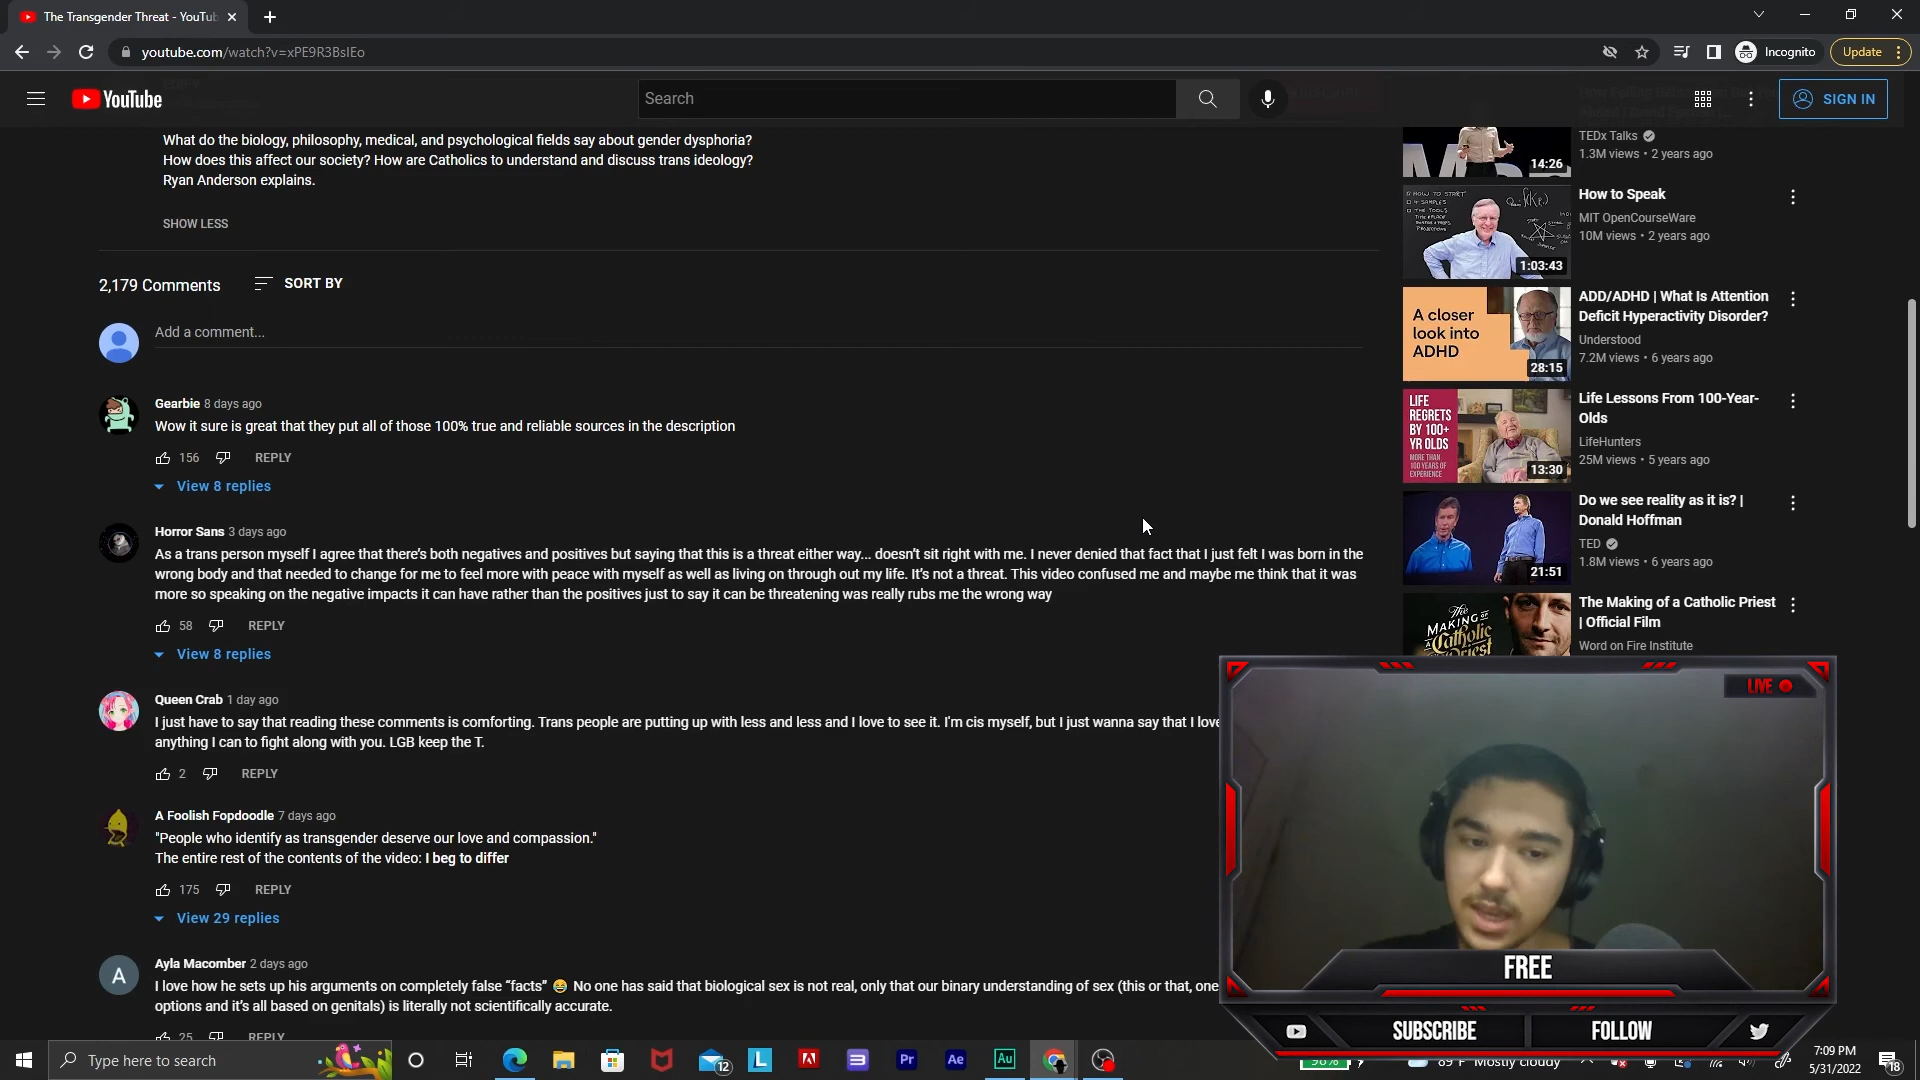 The Transgender Threat - YouTub
youtube.com/watch?v=xPE9R3BsIEo
Incognito
Update
YouTube
Search
SIGN IN
What do the biology, philosophy, medical, and psychological fields say about gender dysphoria?
How does this affect our society? How are Catholics to understand and discuss trans ideology?
Ryan Anderson explains.
SHOW LESS
2,179 Comments
SORT BY
Add a comment...
Gearbie 8 days ago
Wow it sure is great that they put all of those 100% true and reliable sources in the description
156 REPLY
View 8 replies
Horror Sans 3 days ago
As a trans person myself I agree that there's both negatives and positives but saying that this is a threat either way... doesn't sit right with me. I never denied that fact that I just felt I was born in the
wrong body and that needed to change for me to feel more with peace with myself as well as living on through out my life. It's not a threat. This video confused me and maybe me think that it was
more so speaking on the negative impacts it can have rather than the positives just to say it can be threatening was really rubs me the wrong way
58 REPLY
View 8 replies
Queen Crab 1 day ago
I just have to say that reading these comments is comforting. Trans people are putting up with less and less and I love to see it. I'm cis myself, but I just wanna say that I love
anything I can to fight along with you. LGB keep the T.
2 REPLY
A Foolish Fopdoodle 7 days ago
"People who identify as transgender deserve our love and compassion."
The entire rest of the contents of the video: I beg to differ
175 REPLY
View 29 replies
A
Ayla Macomber 2 days ago
I love how he sets up his arguments on completely false “facts” 😂 No one has said that biological sex is not real, only that our binary understanding of sex (this or that, one
options and it's all based on genitals) is literally not scientifically accurate.
25 REPLY
TEDx Talks
1.3M views • 2 years ago
14:26
How to Speak
MIT OpenCourseWare
10M views • 2 years ago
1:03:43
A closer
look into
ADHD
28:15
ADD/ADHD | What Is Attention
Deficit Hyperactivity Disorder?
Understood
7.2M views • 6 years ago
LIFE
REGRETS
BY 100+
YR OLDS
MORE THAN
100 YEARS OF
EXPERIENCE
13:30
Life Lessons From 100-Year-
Olds
LifeHunters
25M views • 5 years ago
21:51
Do we see reality as it is? |
Donald Hoffman
TED
1.8M views • 6 years ago
The
MAKING of a
Catholic
Priest
The Making of a Catholic Priest
| Official Film
Word on Fire Institute
LIVE
FREE
SUBSCRIBE
FOLLOW
Type here to search
12
L
Pr
Ae
Au
96%
89°F Mostly cloudy
7:09 PM
5/31/2022
18